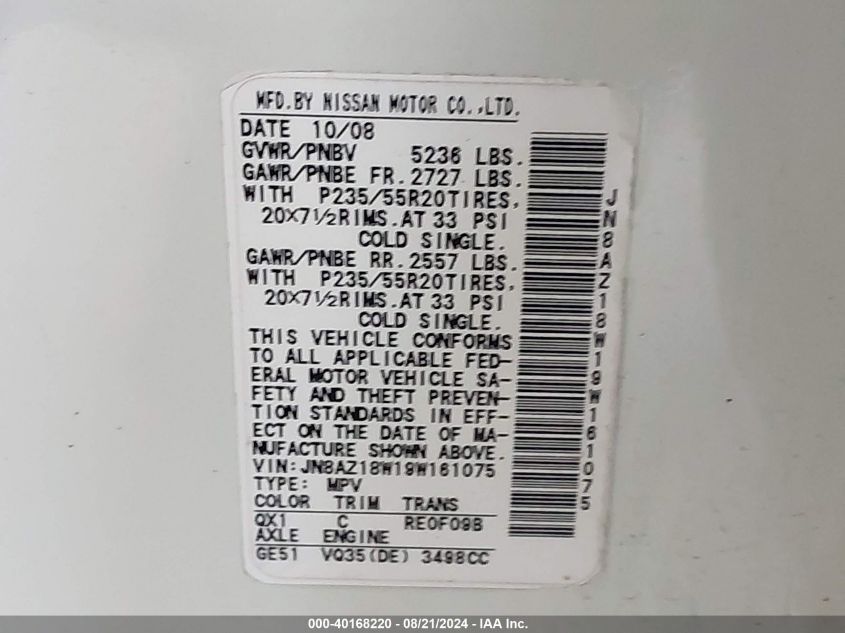 MFD.BY NISSAN MOTOR CO.,LTD.
DATE 10/08
GVWR/PNBV 5236 LBS.
GAWR/PNBE FR.2727 LBS.
WITH P235/55R20TIRES,
20X7½RIMS.AT 33 PSI
COLD SINGLE.
GAWR/PNBE RR.2557 LBS.
WITH P235/55R20TIRES,
20X7½RIMS.AT 33 PSI
COLD SINGLE.
THIS VEHICLE CONFORMS
TO ALL APPLICABLE FED-
ERAL MOTOR VEHICLE SA-
FETY AND THEFT PREVEN-
TION STANDARDS IN EFF-
ECT ON THE DATE OF MA-
NUFACTURE SHOWN ABOVE.
VIN:JN8AZ18W19W161075
TYPE: MPV
COLOR TRIM TRANS
QX1 C RE0F09B
AXLE ENGINE
GE51 VQ35(DE) 3498CC
JN8AZ18W19W161075
000-40168220 - 08/21/2024 - IAA Inc.